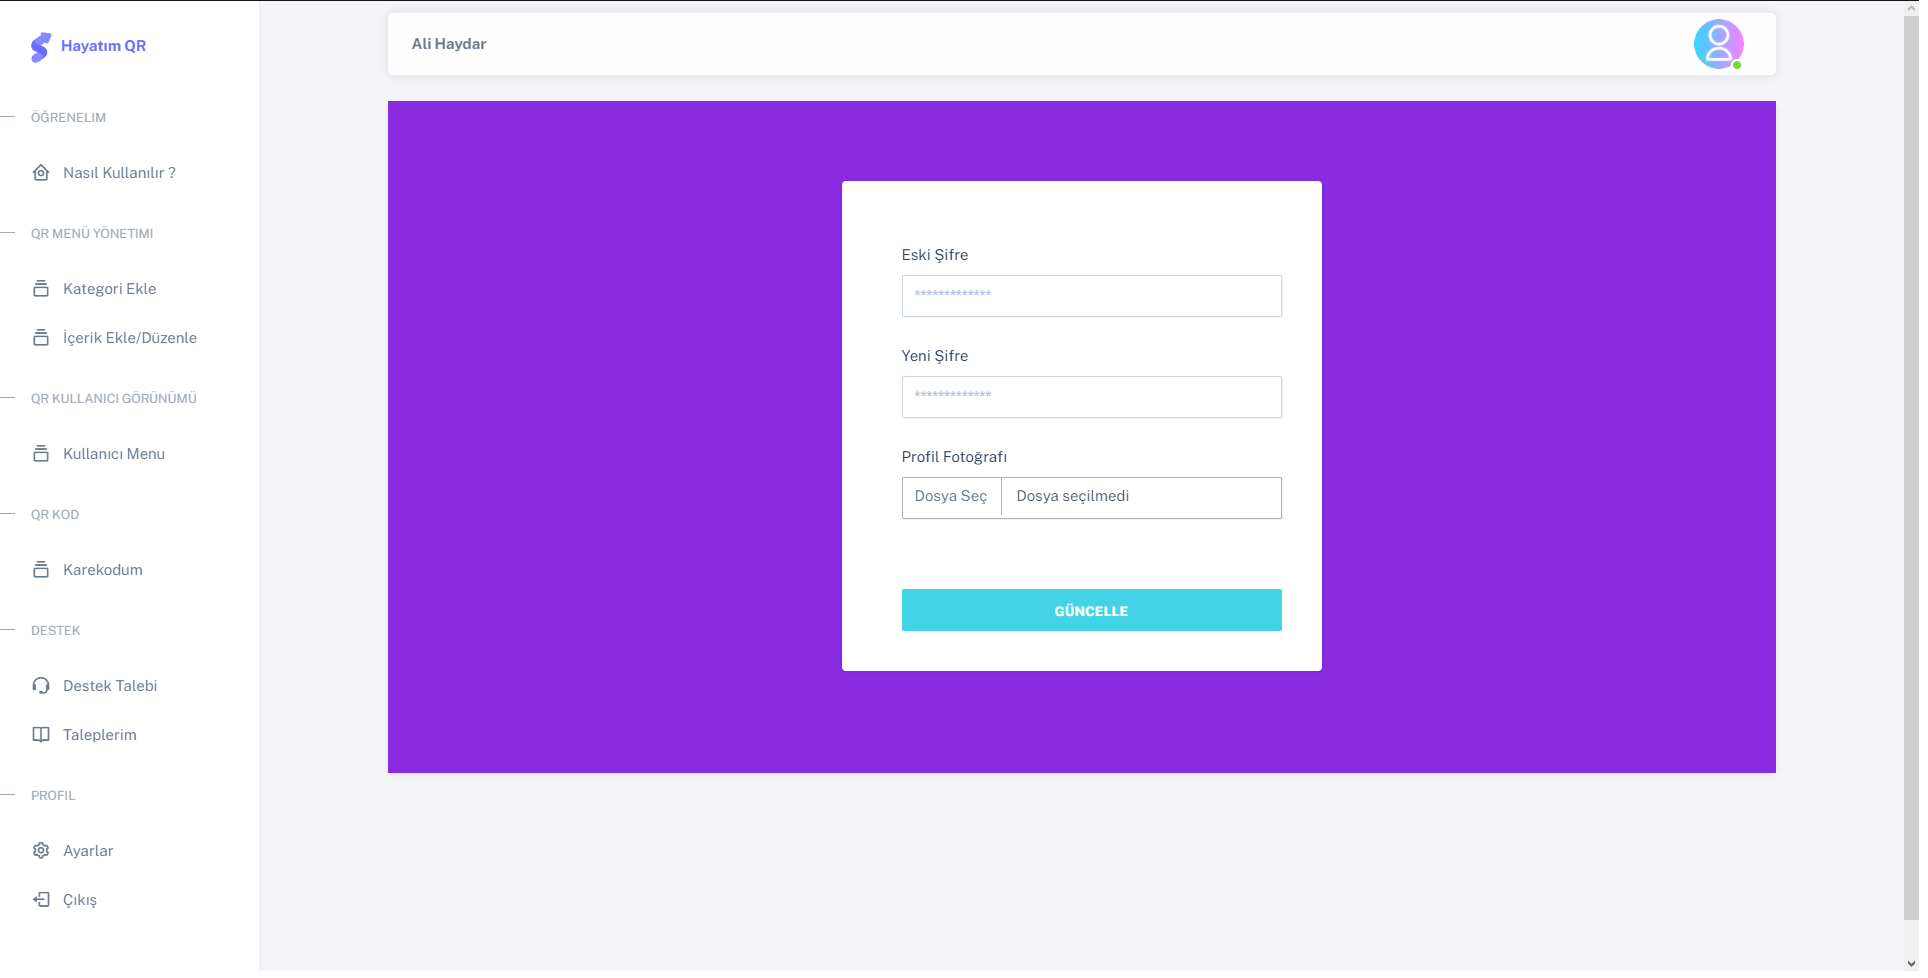 Hayatım QR
ÖĞRENELIM
Nasıl Kullanılır ?
QR MENÜ YÖNETIMI
Kategori Ekle
İçerik Ekle/Düzenle
QR KULLANICI GÖRÜNÜMÜ
Kullanıcı Menu
QR KOD
Karekodum
DESTEK
Destek Talebi
Taleplerim
PROFIL
Ayarlar
Çıkış
Ali Haydar
Eski Şifre
*************
Yeni Şifre
*************
Profil Fotoğrafı
Dosya Seç Dosya seçilmedi
GÜNCELLE